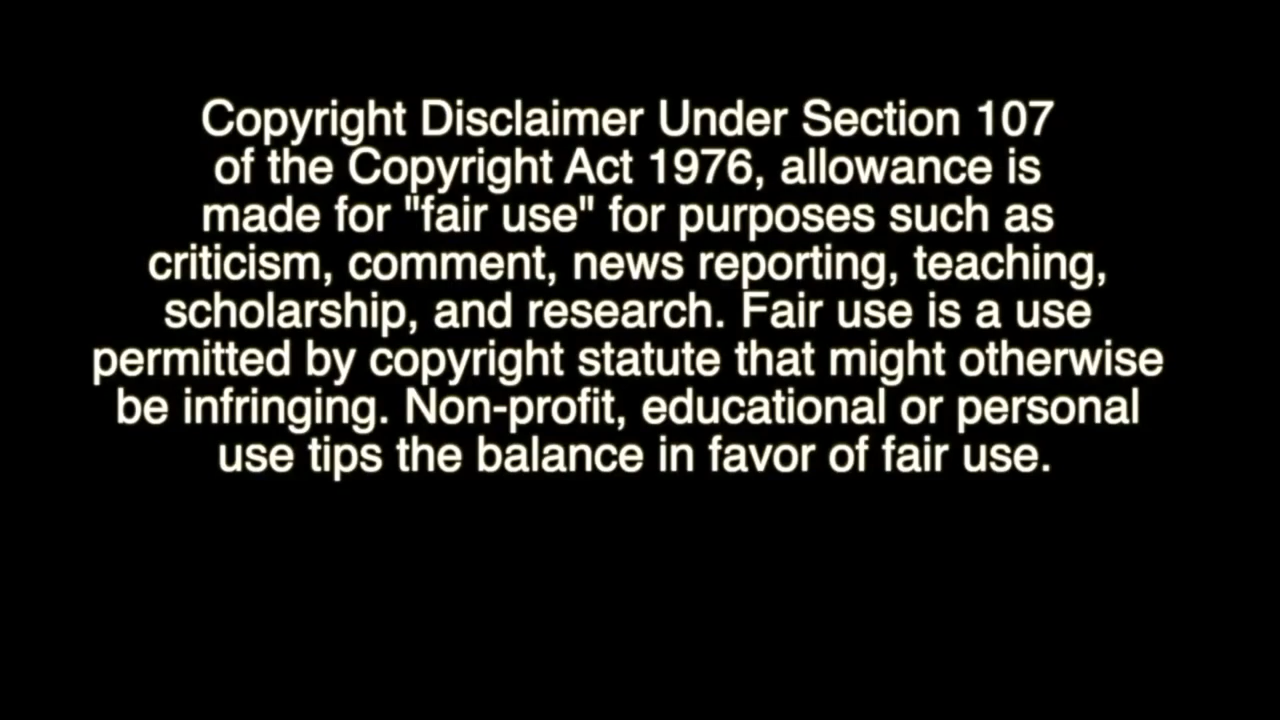 Copyright Disclaimer Under Section 107
of the Copyright Act 1976, allowance is
made for "fair use" for purposes such as
criticism, comment, news reporting, teaching,
scholarship, and research. Fair use is a use
permitted by copyright statute that might otherwise
be infringing. Non-profit, educational or personal
use tips the balance in favor of fair use.